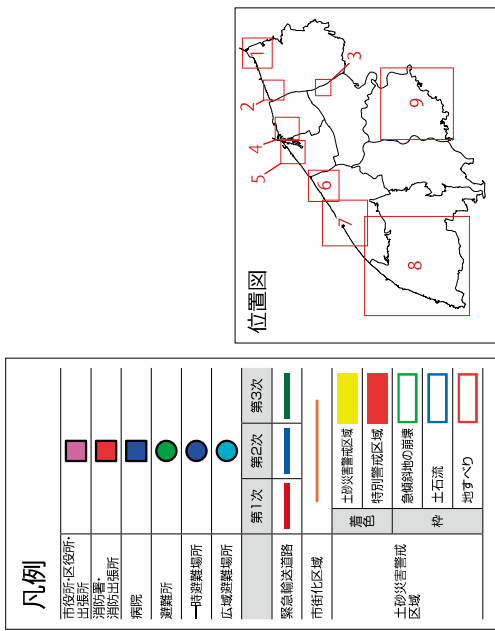 凡例
市役所・区役所・
出張所
消防署・
消防出張所
病院
避難所
一時避難場所
広域避難場所
第1次
第2次
第3次
緊急輸送道路
市街化区域
土砂災害警戒
区域
着色
土砂災害警戒区域
特別警戒区域
枠
急傾斜地の崩壊
土石流
地すべり
位置図
1
2
3
4
5
6
7
8
9